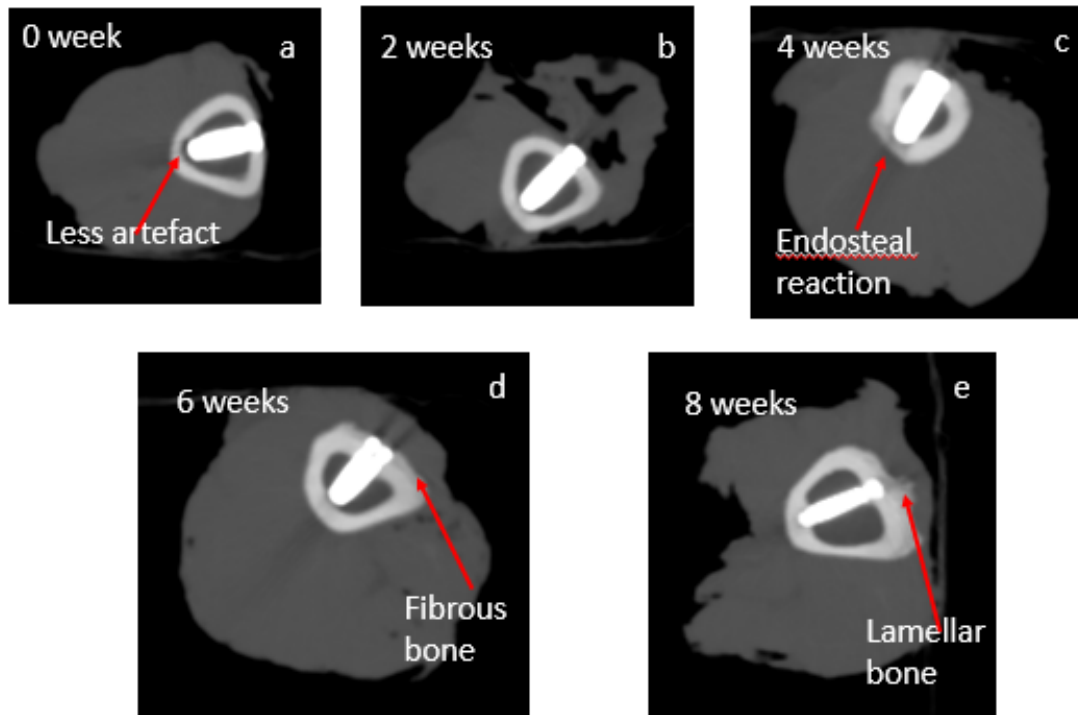 0 week
a
Less artefact
2 weeks
b
4 weeks
c
Endosteal
reaction
6 weeks
d
Fibrous
bone
8 weeks
e
Lamellar
bone